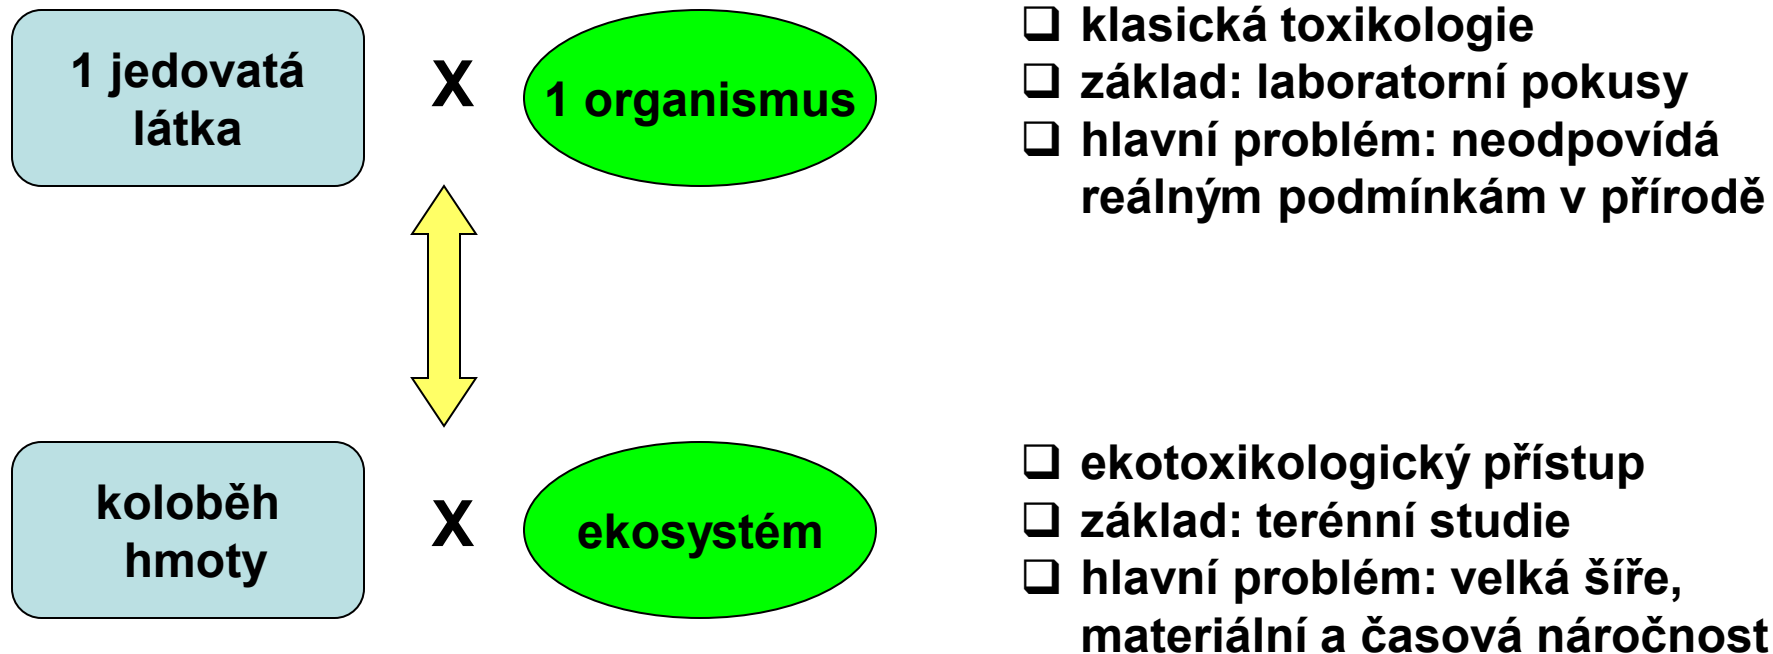 1 jedovatá
látka
X
1 organismus
❑ klasická toxikologie
❑ základ: laboratorní pokusy
❑ hlavní problém: neodpovídá
reálným podmínkám v přírodě
koloběh
hmoty
X
ekosystém
❑ ekotoxikologický přístup
❑ základ: terénní studie
❑ hlavní problém: velká šíře,
materiální a časová náročnost